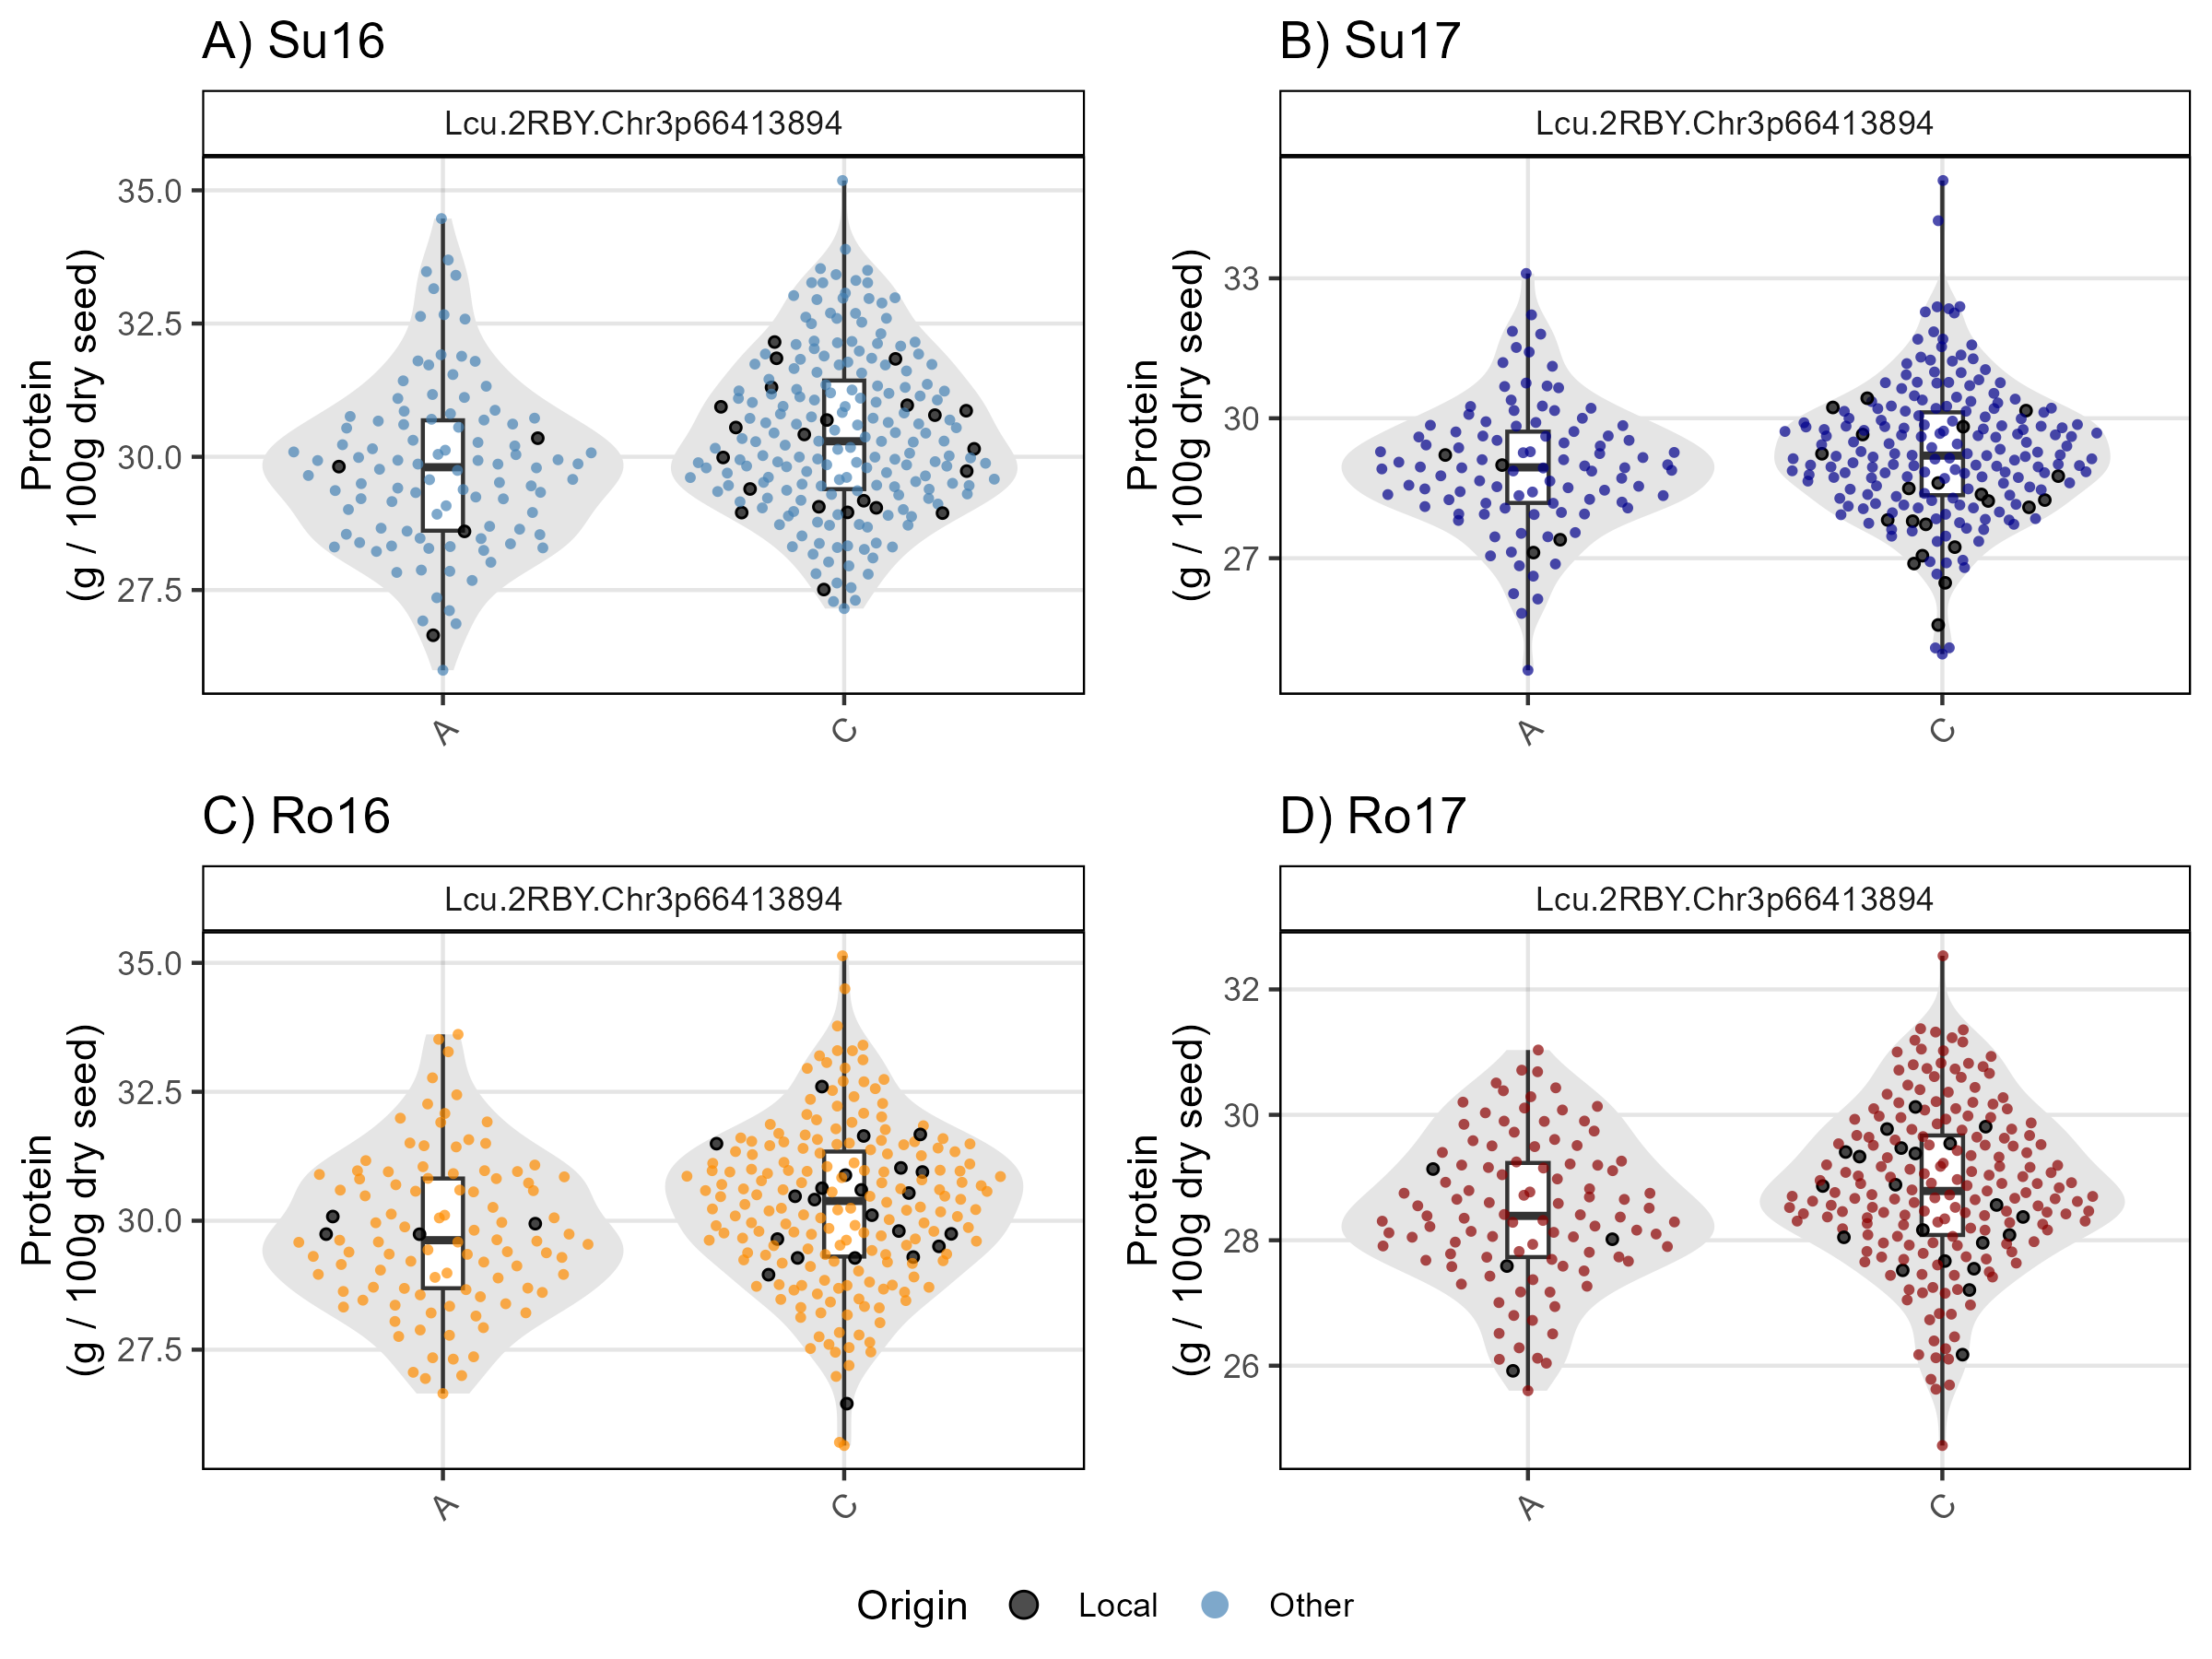 A) Su16
Lcu.2RBY.Chr3p66413894
Protein
(g / 100g dry seed)
35.0
32.5
30.0
27.5
A
C
B) Su17
Lcu.2RBY.Chr3p66413894
Protein
(g / 100g dry seed)
33
30
27
A
C
C) Ro16
Lcu.2RBY.Chr3p66413894
Protein
(g / 100g dry seed)
35.0
32.5
30.0
27.5
A
C
D) Ro17
Lcu.2RBY.Chr3p66413894
Protein
(g / 100g dry seed)
32
30
28
26
A
C
Origin Local Other